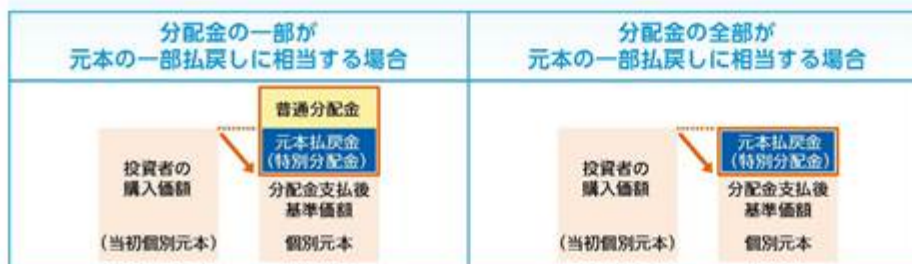 分配金の一部が
元本の一部払戻しに相当する場合
普通分配金
元本払戻金
(特別分配金)
投資者の
購入価額
(当初個別元本)
分配金支払後
基準価額
個別元本
分配金の全部が
元本の一部払戻しに相当する場合
元本払戻金
(特別分配金)
投資者の
購入価額
(当初個別元本)
分配金支払後
基準価額
個別元本